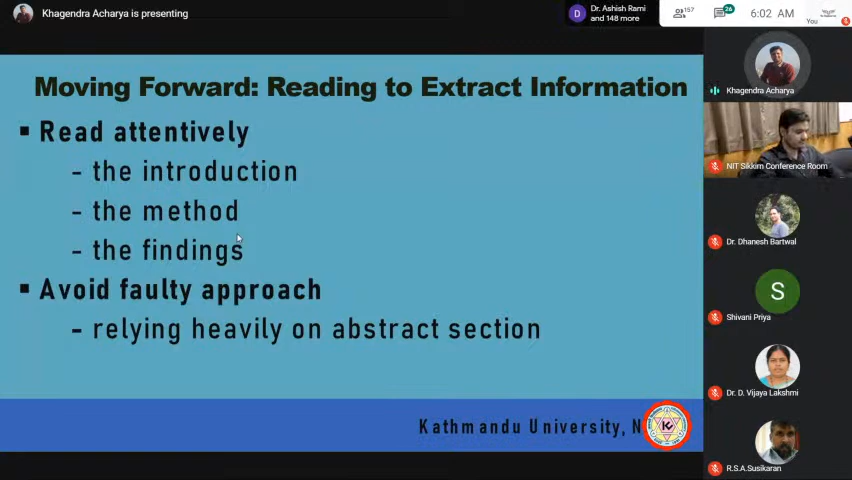 Khagendra Acharya is presenting
D
Dr. Ashish Rami
and 148 more
157
26
6:02 AM
You
Moving Forward: Reading to Extract Information
▪ Read attentively
- the introduction
- the method
- the findings
▪ Avoid faulty approach
- relying heavily on abstract section
Kathmandu University, N
K
Khagendra Acharya
NIT Sikkim Conference Room
Dr. Dhanesh Bartwal
S
Shivani Priya
Dr. D. Vijaya Lakshmi
R.S.A.Susikaran